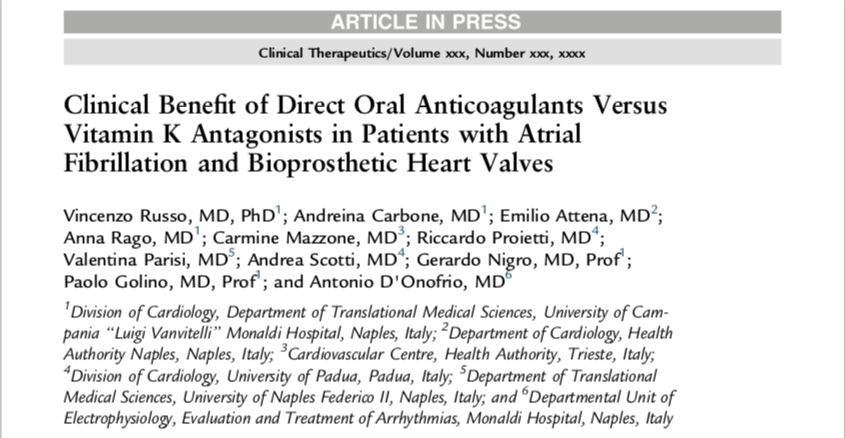 ARTICLE IN PRESS
Clinical Therapeutics/Volume xxx, Number xxx, xxxx
Clinical Benefit of Direct Oral Anticoagulants Versus
Vitamin K Antagonists in Patients with Atrial
Fibrillation and Bioprosthetic Heart Valves
Vincenzo Russo, MD, PhD¹; Andreina Carbone, MD¹; Emilio Attena, MD²;
Anna Rago, MD¹; Carmine Mazzone, MD³; Riccardo Proietti, MD⁴;
Valentina Parisi, MD⁵; Andrea Scotti, MD⁴; Gerardo Nigro, MD, Prof¹;
Paolo Golino, MD, Prof¹; and Antonio D'Onofrio, MD⁶
¹Division of Cardiology, Department of Translational Medical Sciences, University of Cam-
pania “Luigi Vanvitelli” Monaldi Hospital, Naples, Italy; ²Department of Cardiology, Health
Authority Naples, Naples, Italy; ³Cardiovascular Centre, Health Authority, Trieste, Italy;
⁴Division of Cardiology, University of Padua, Padua, Italy; ⁵Department of Translational
Medical Sciences, University of Naples Federico II, Naples, Italy; and ⁶Departmental Unit of
Electrophysiology, Evaluation and Treatment of Arrhythmias, Monaldi Hospital, Naples, Italy